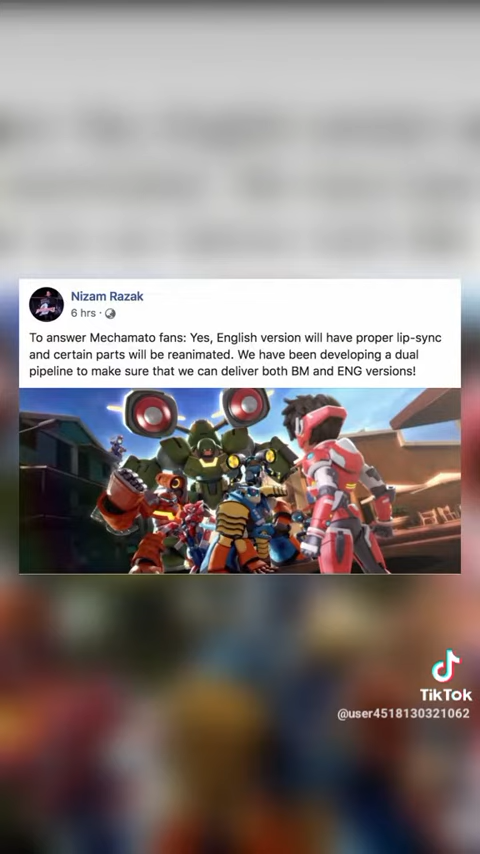 Nizam Razak
6 hrs ·
To answer Mechamato fans: Yes, English version will have proper lip-sync
and certain parts will be reanimated. We have been developing a dual
pipeline to make sure that we can deliver both BM and ENG versions!
TikTok
@user4518130321062